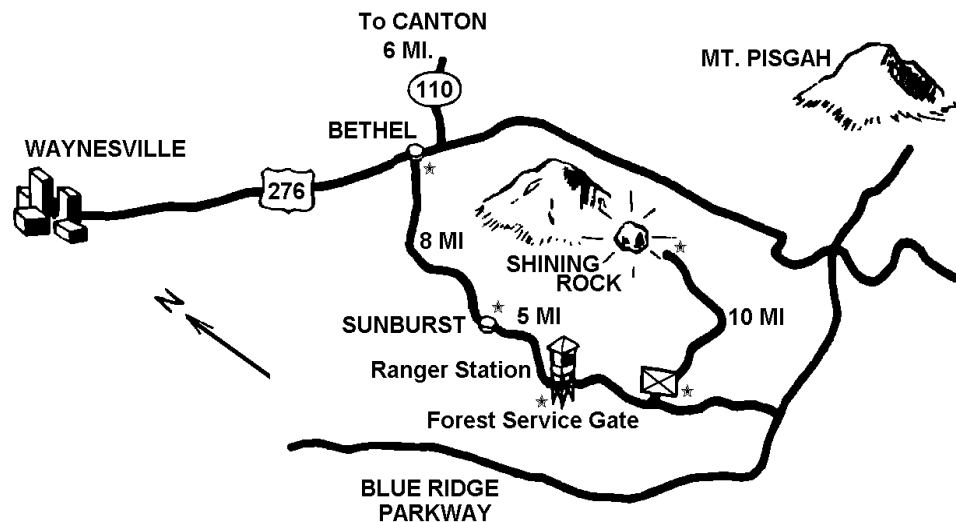 To CANTON
6 MI.
110
MT. PISGAH
BETHEL
WAYNESVILLE
276
8 MI
SHINING
ROCK
SUNBURST
5 MI
10 MI
Ranger Station
Forest Service Gate
N
BLUE RIDGE
PARKWAY